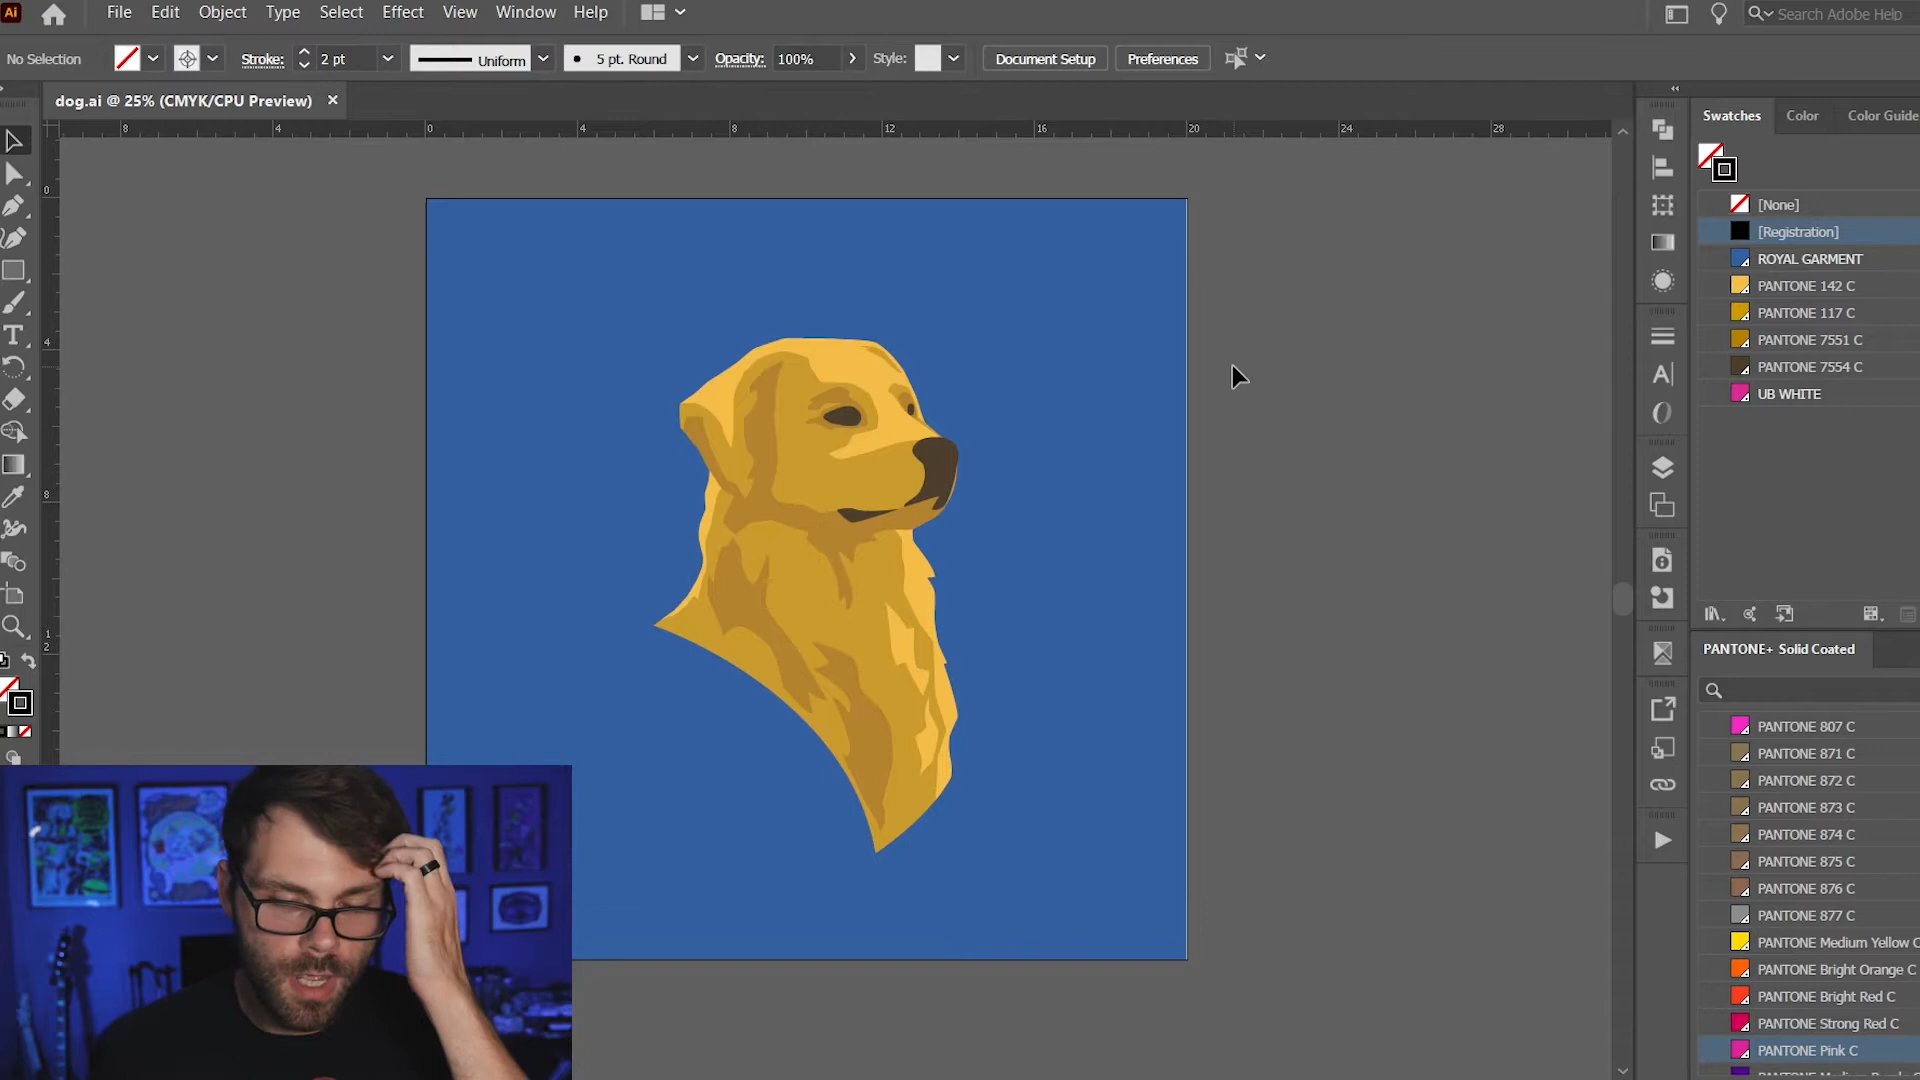 Ai File Edit Object Type Select Effect View Window Help Search Adobe Help
No Selection Stroke: 2 pt Uniform 5 pt. Round Opacity: 100% Style: Document Setup Preferences
dog.ai @ 25% (CMYK/CPU Preview) ×
8 4 0 4 8 12 16 20 24 28
0
4
8
1
2
Swatches Color Color Guide
[None]
[Registration]
ROYAL GARMENT
PANTONE 142 C
PANTONE 117 C
PANTONE 7551 C
PANTONE 7554 C
UB WHITE
PANTONE+ Solid Coated
PANTONE 807 C
PANTONE 871 C
PANTONE 872 C
PANTONE 873 C
PANTONE 874 C
PANTONE 875 C
PANTONE 876 C
PANTONE 877 C
PANTONE Medium Yellow C
PANTONE Bright Orange C
PANTONE Bright Red C
PANTONE Strong Red C
PANTONE Pink C